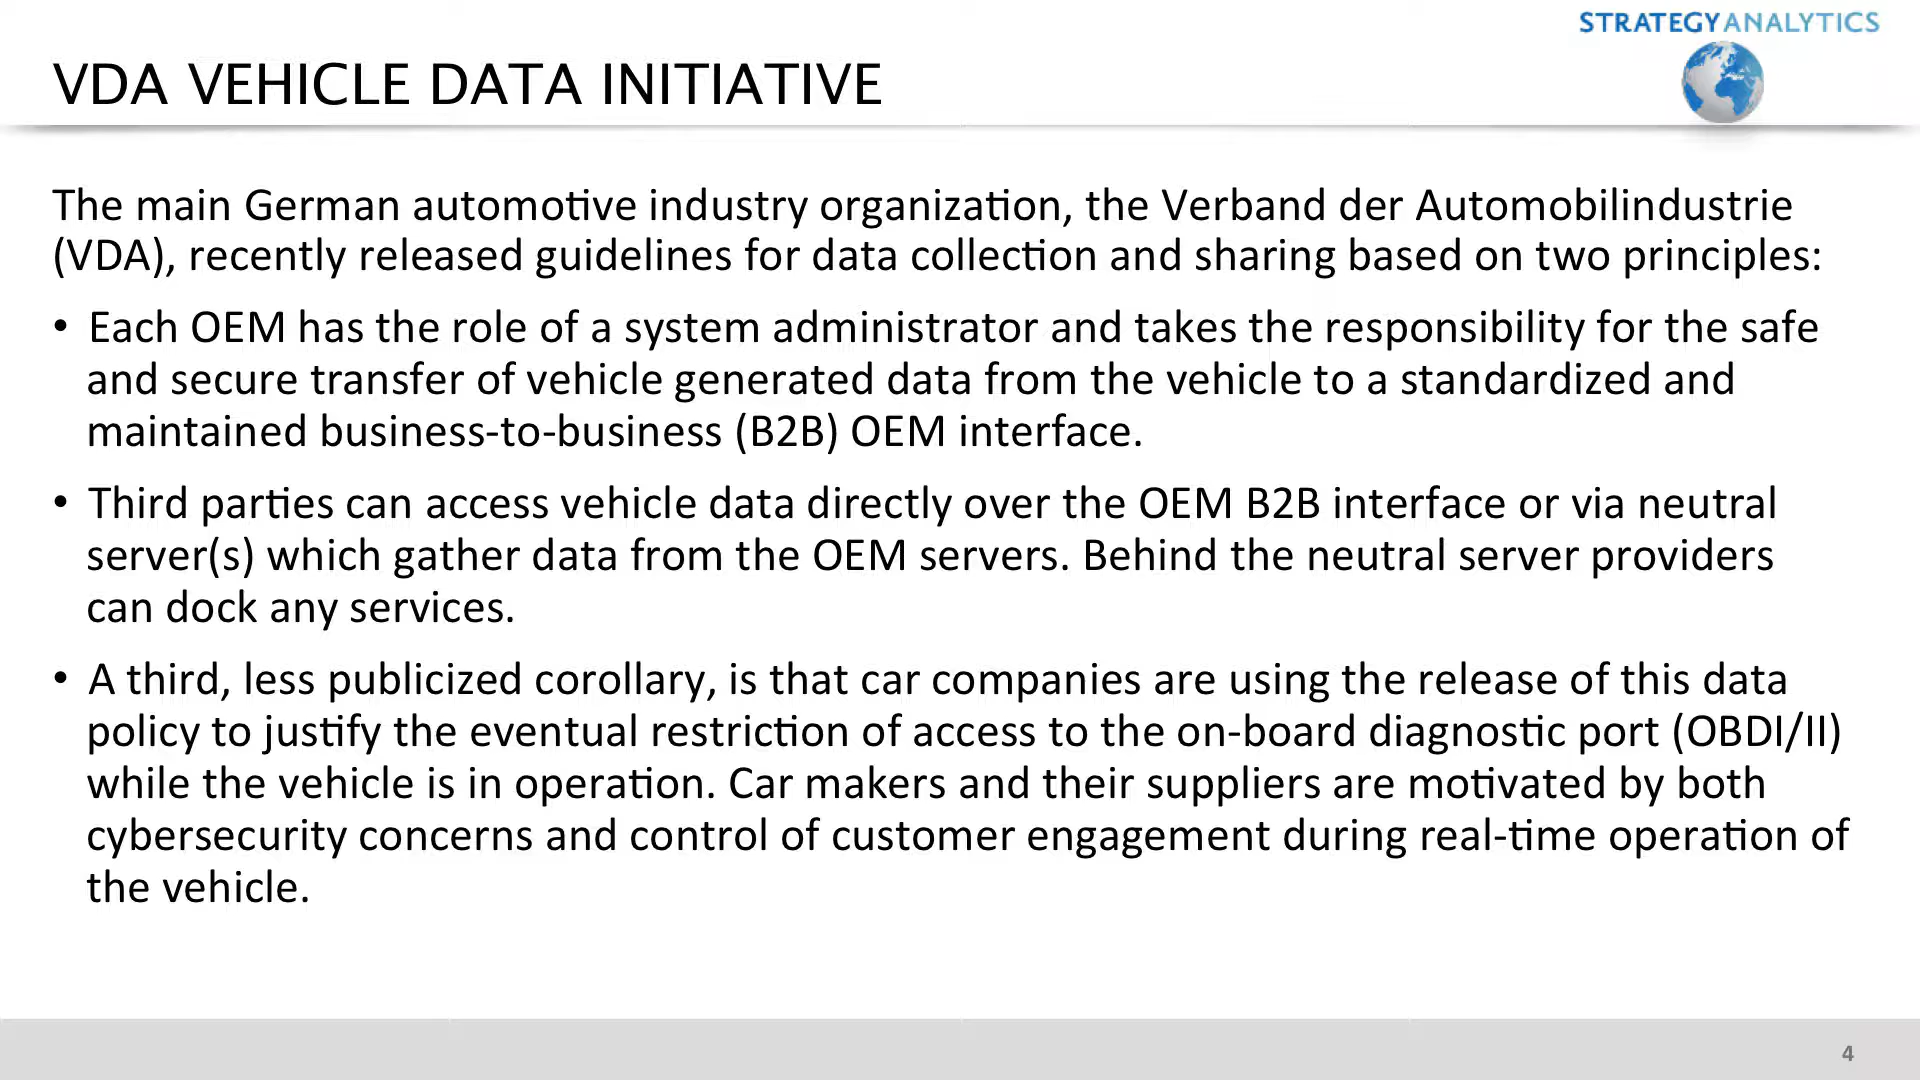 STRATEGYANALYTICS
VDA VEHICLE DATA INITIATIVE
The main German automotive industry organization, the Verband der Automobilindustrie
(VDA), recently released guidelines for data collection and sharing based on two principles:
• Each OEM has the role of a system administrator and takes the responsibility for the safe
and secure transfer of vehicle generated data from the vehicle to a standardized and
maintained business-to-business (B2B) OEM interface.
• Third parties can access vehicle data directly over the OEM B2B interface or via neutral
server(s) which gather data from the OEM servers. Behind the neutral server providers
can dock any services.
• A third, less publicized corollary, is that car companies are using the release of this data
policy to justify the eventual restriction of access to the on-board diagnostic port (OBDI/II)
while the vehicle is in operation. Car makers and their suppliers are motivated by both
cybersecurity concerns and control of customer engagement during real-time operation of
the vehicle.
4